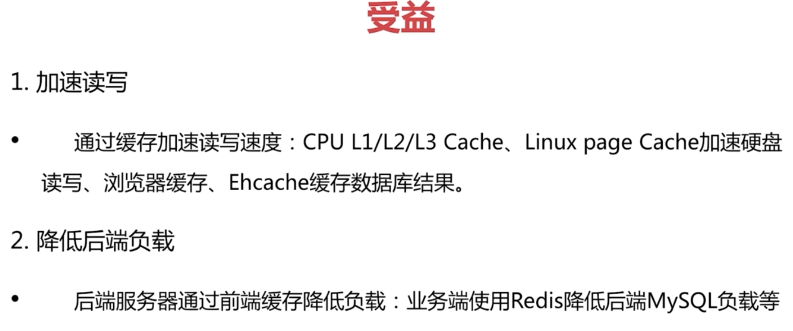 受益
1. 加速读写
• 通过缓存加速读写速度：CPU L1/L2/L3 Cache、Linux page Cache加速硬盘
读写、浏览器缓存、Ehcache缓存数据库结果。
2. 降低后端负载
• 后端服务器通过前端缓存降低负载：业务端使用Redis降低后端MySQL负载等